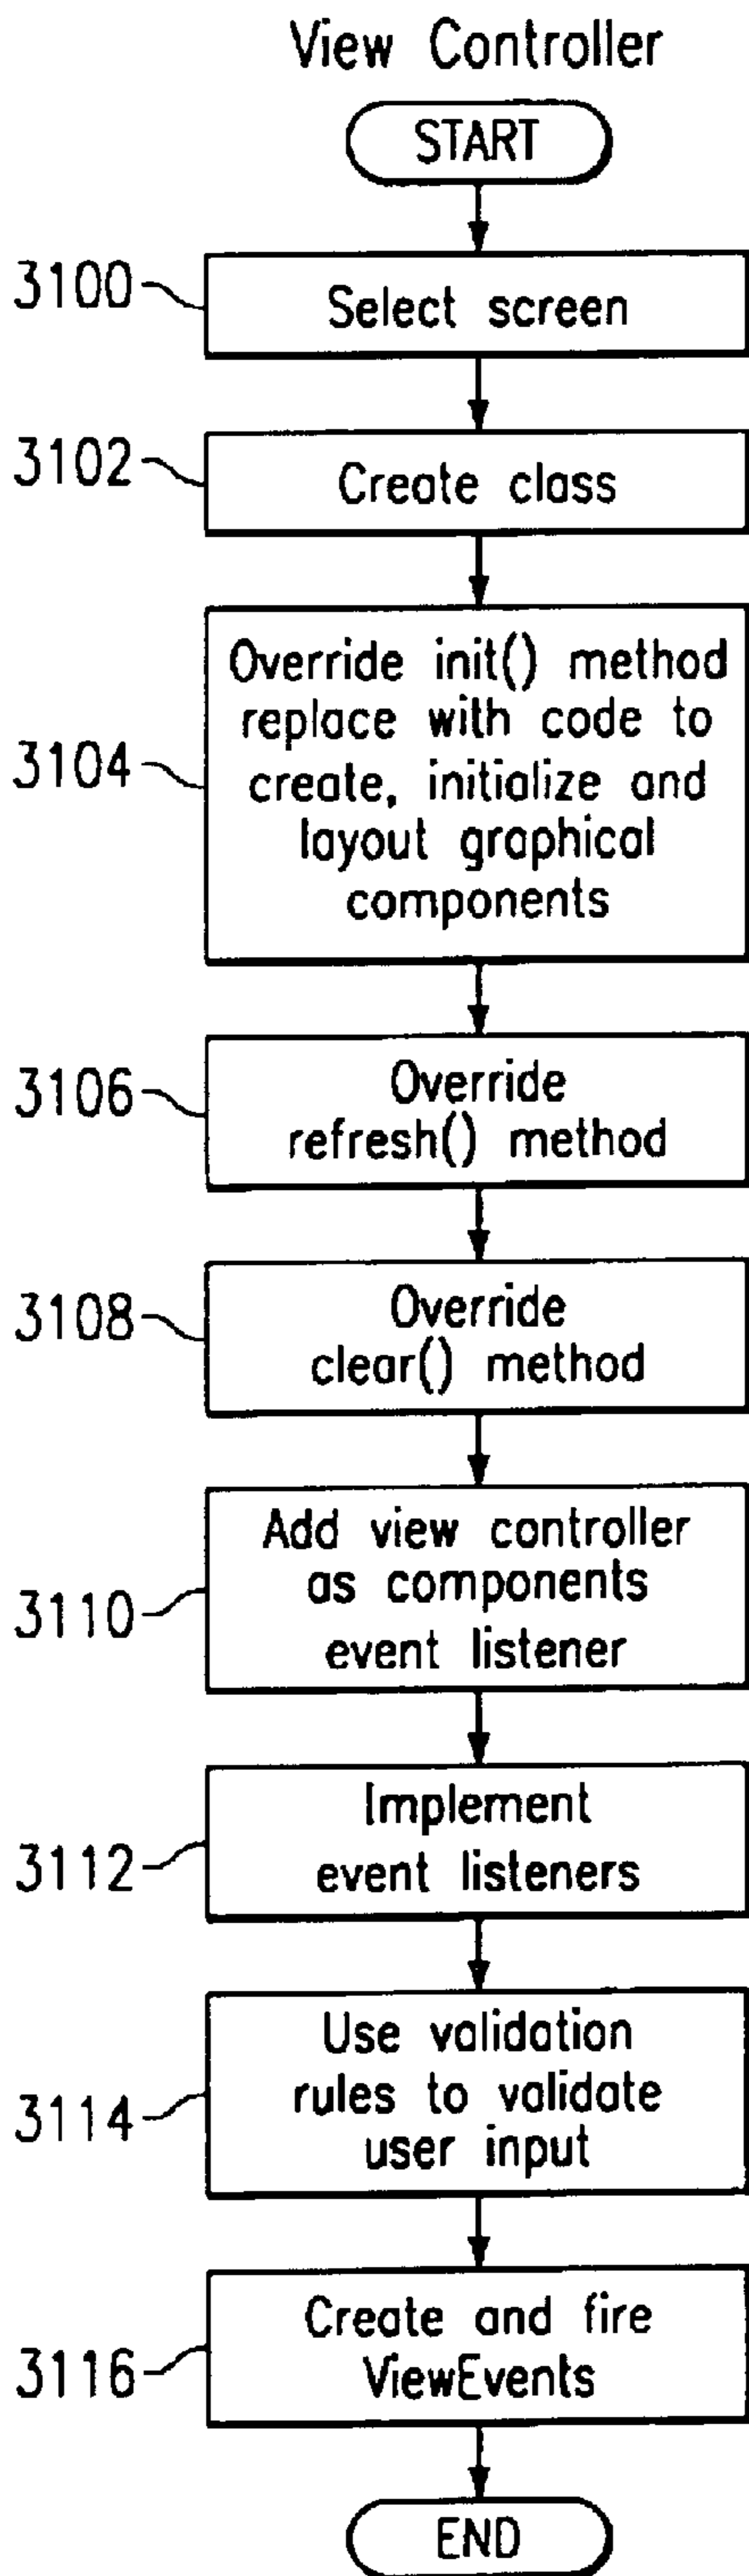 View Controller
START
3100
Select screen
3102
Create class
3104
Override init() method
replace with code to
create, initialize and
layout graphical
components
3106
Override
refresh() method
3108
Override
clear() method
3110
Add view controller
as components
event listener
3112
Implement
event listeners
3114
Use validation
rules to validate
user input
3116
Create and fire
ViewEvents
END